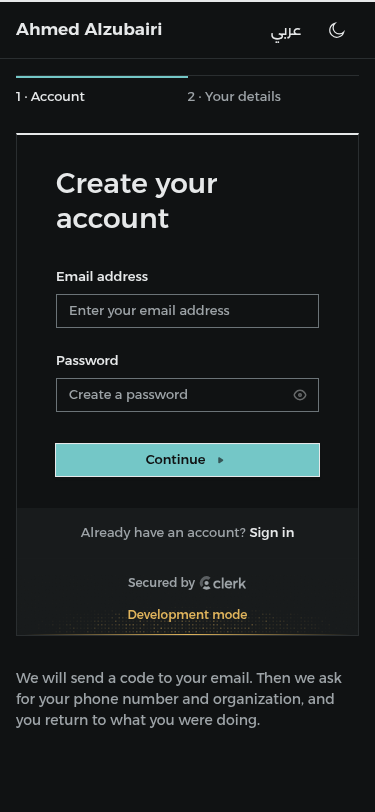 Ahmed Alzubairi
عربي
1 · Account
2 · Your details
Create your
account
Email address
Enter your email address
Password
Create a password
Continue
Already have an account? Sign in
Secured by clerk
Development mode
We will send a code to your email. Then we ask
for your phone number and organization, and
you return to what you were doing.